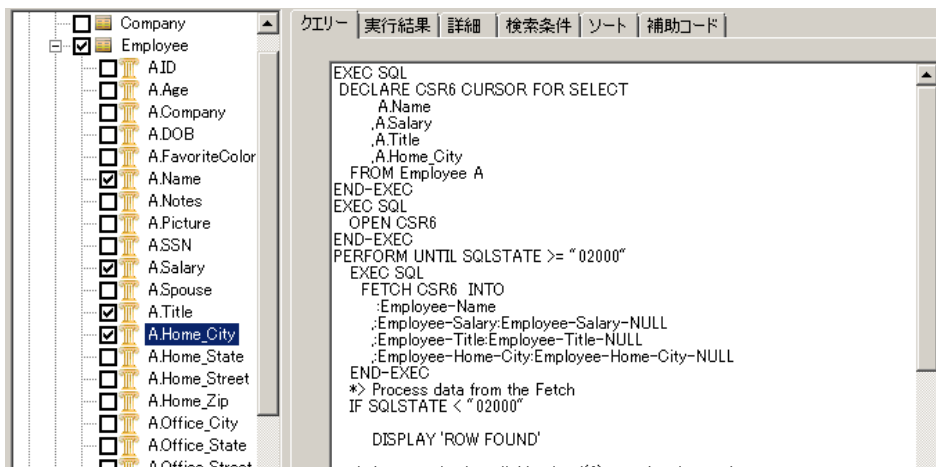 Company
Employee
A.ID
A.Age
A.Company
A.DOB
A.FavoriteColor
A.Name
A.Notes
A.Picture
A.SSN
A.Salary
A.Spouse
A.Title
A.Home_City
A.Home_State
A.Home_Street
A.Home_Zip
A.Office_City
A.Office_State
A.Office_Street
クエリー 実行結果 詳細 検索条件 ソート 補助コード
EXEC SQL
DECLARE CSR6 CURSOR FOR SELECT
A.Name
,A.Salary
,A.Title
,A.Home_City
FROM Employee A
END-EXEC
EXEC SQL
OPEN CSR6
END-EXEC
PERFORM UNTIL SQLSTATE >= "02000"
EXEC SQL
FETCH CSR6 INTO
:Employee-Name
,:Employee-Salary:Employee-Salary-NULL
,:Employee-Title:Employee-Title-NULL
,:Employee-Home-City:Employee-Home-City-NULL
END-EXEC
*> Process data from the Fetch
IF SQLSTATE < "02000"
DISPLAY 'ROW FOUND'